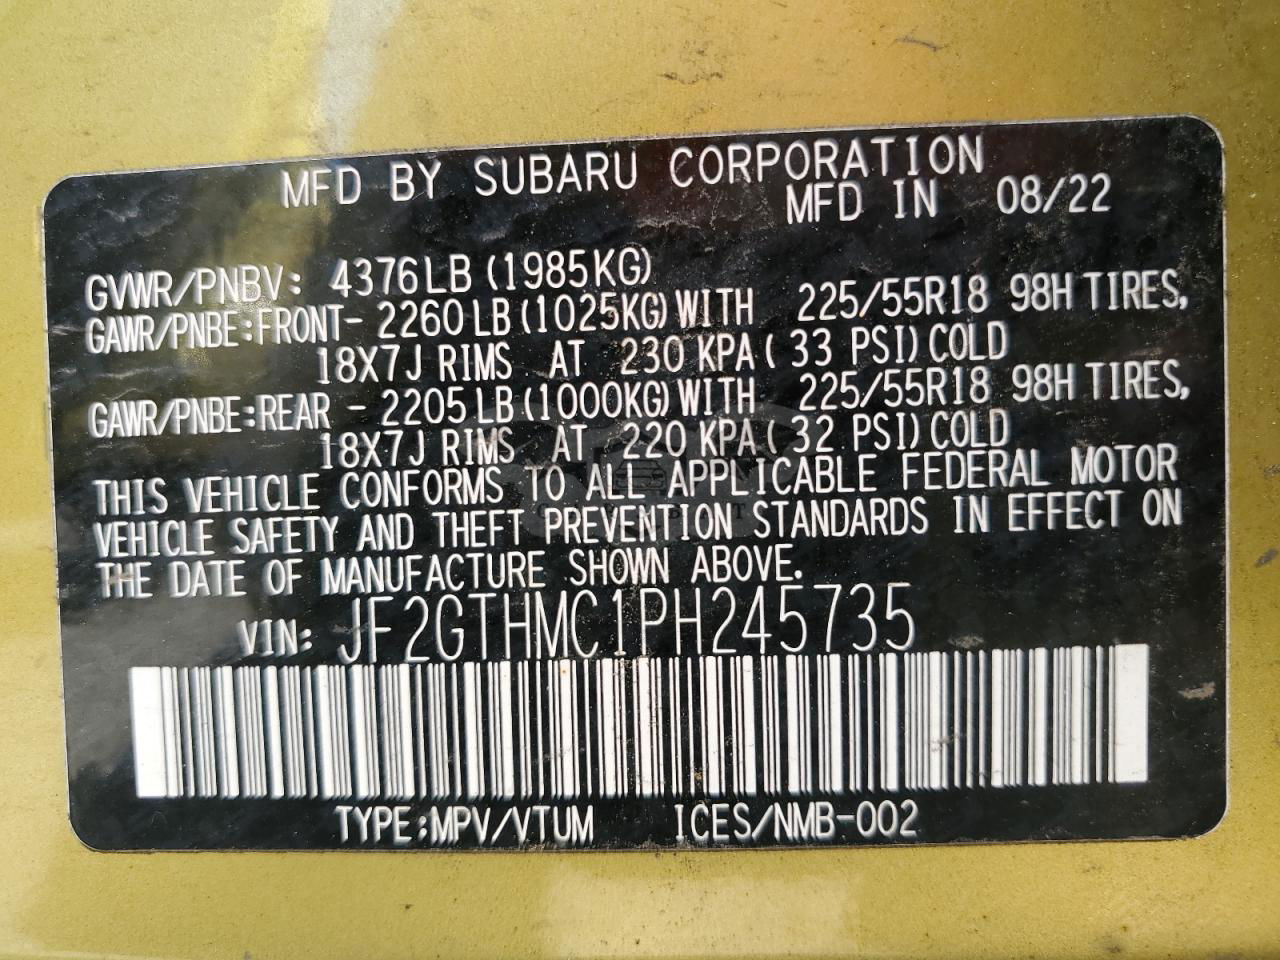 MFD BY SUBARU CORPORATION
MFD IN 08/22
GVWR/PNBV: 4376LB (1985KG)
GAWR/PNBE:FRONT- 2260LB(1025KG)WITH 225/55R18 98H TIRES,
18X7J RIMS AT 230 KPA( 33 PSI)COLD
GAWR/PNBE:REAR - 2205LB(1000KG)WITH 225/55R18 98H TIRES,
18X7J RIMS AT 220 KPA( 32 PSI)COLD
THIS VEHICLE CONFORMS TO ALL APPLICABLE FEDERAL MOTOR
VEHICLE SAFETY AND THEFT PREVENTION STANDARDS IN EFFECT ON
THE DATE OF MANUFACTURE SHOWN ABOVE.
VIN: JF2GTHMC1PH245735
TYPE:MPV/VTUM ICES/NMB-002